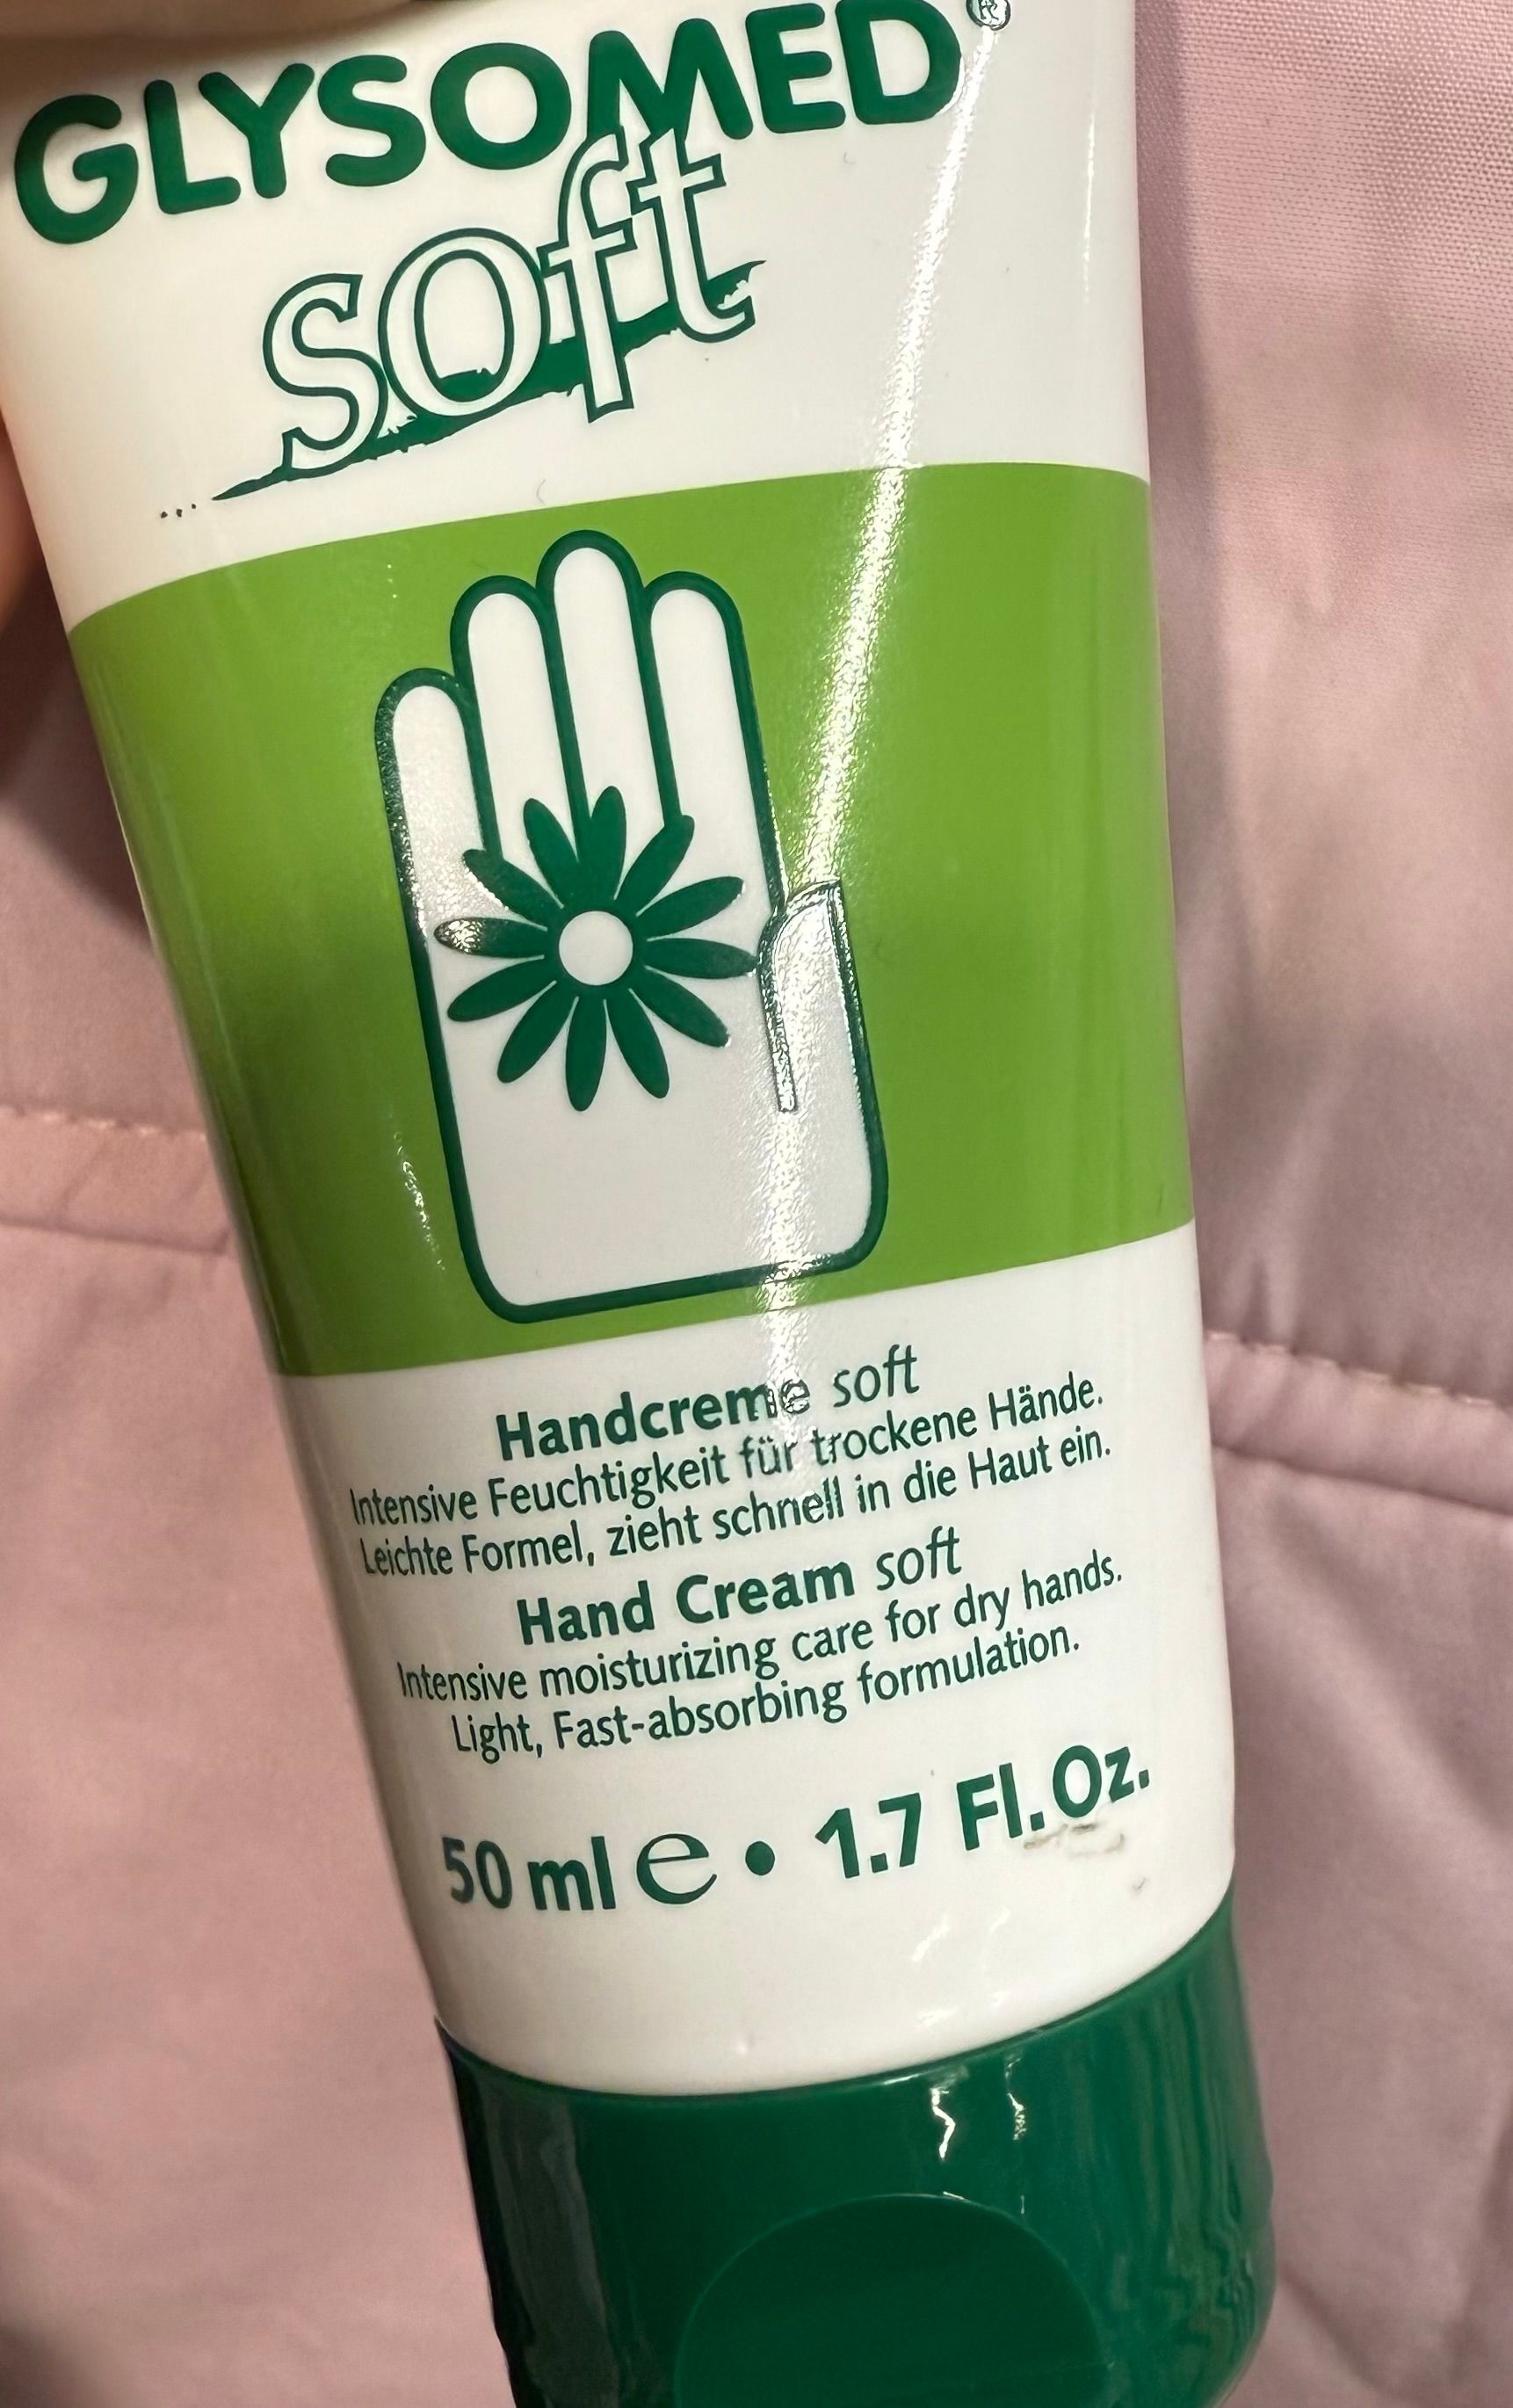 GLYSOMED®
soft
Handcreme soft
Intensive Feuchtigkeit für trockene Hände.
Leichte Formel, zieht schnell in die Haut ein.
Hand Cream soft
Intensive moisturizing care for dry hands.
Light, Fast-absorbing formulation.
50 ml e • 1.7 Fl.Oz.